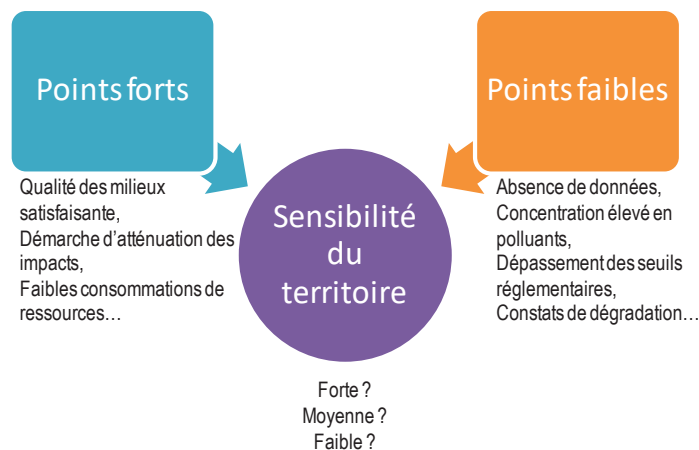 Points forts
Qualité des milieux
satisfaisante,
Démarche d'atténuation des
impacts,
Faibles consommations de
ressources…
Points faibles
Absence de données,
Concentration élevé en
polluants,
Dépassement des seuils
réglementaires,
Constats de dégradation…
Sensibilité
du
territoire
Forte ?
Moyenne ?
Faible ?